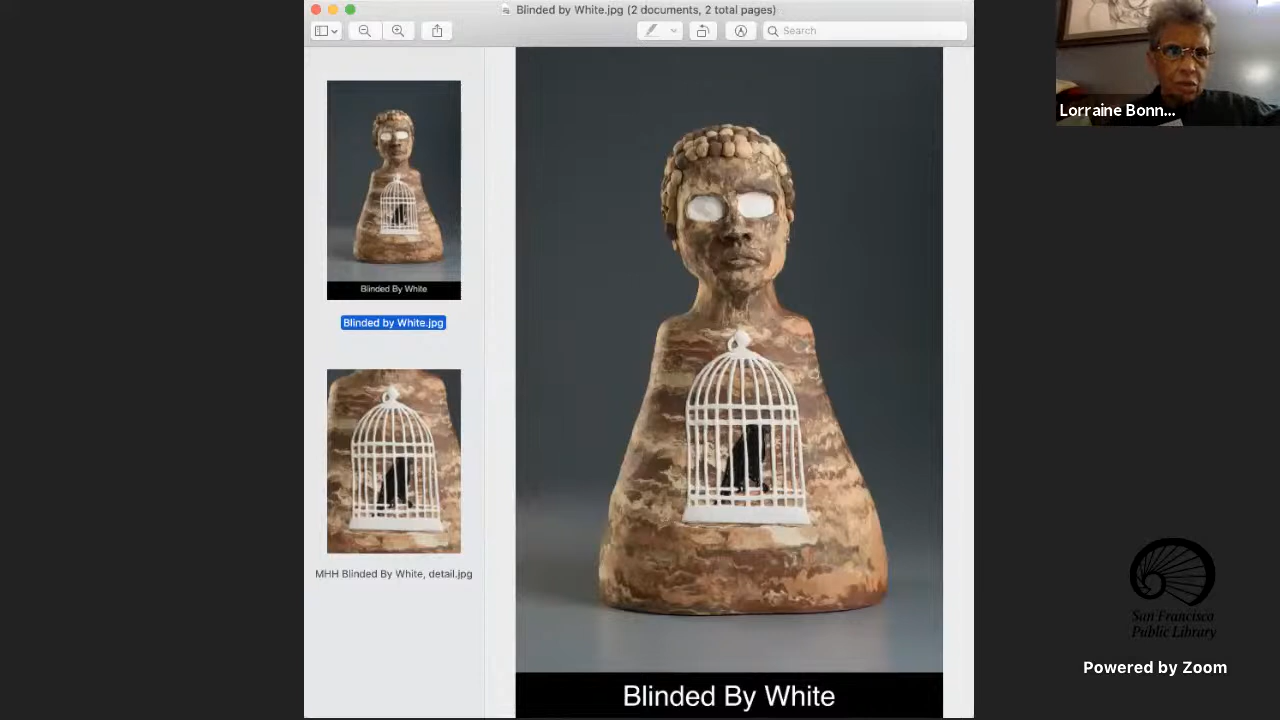 Blinded by White.jpg (2 documents, 2 total pages)
Search
Blinded By White
Blinded by White.jpg
MHH Blinded By White, detail.jpg
Blinded By White
Lorraine Bonn...
San Francisco
Public Library
Powered by Zoom